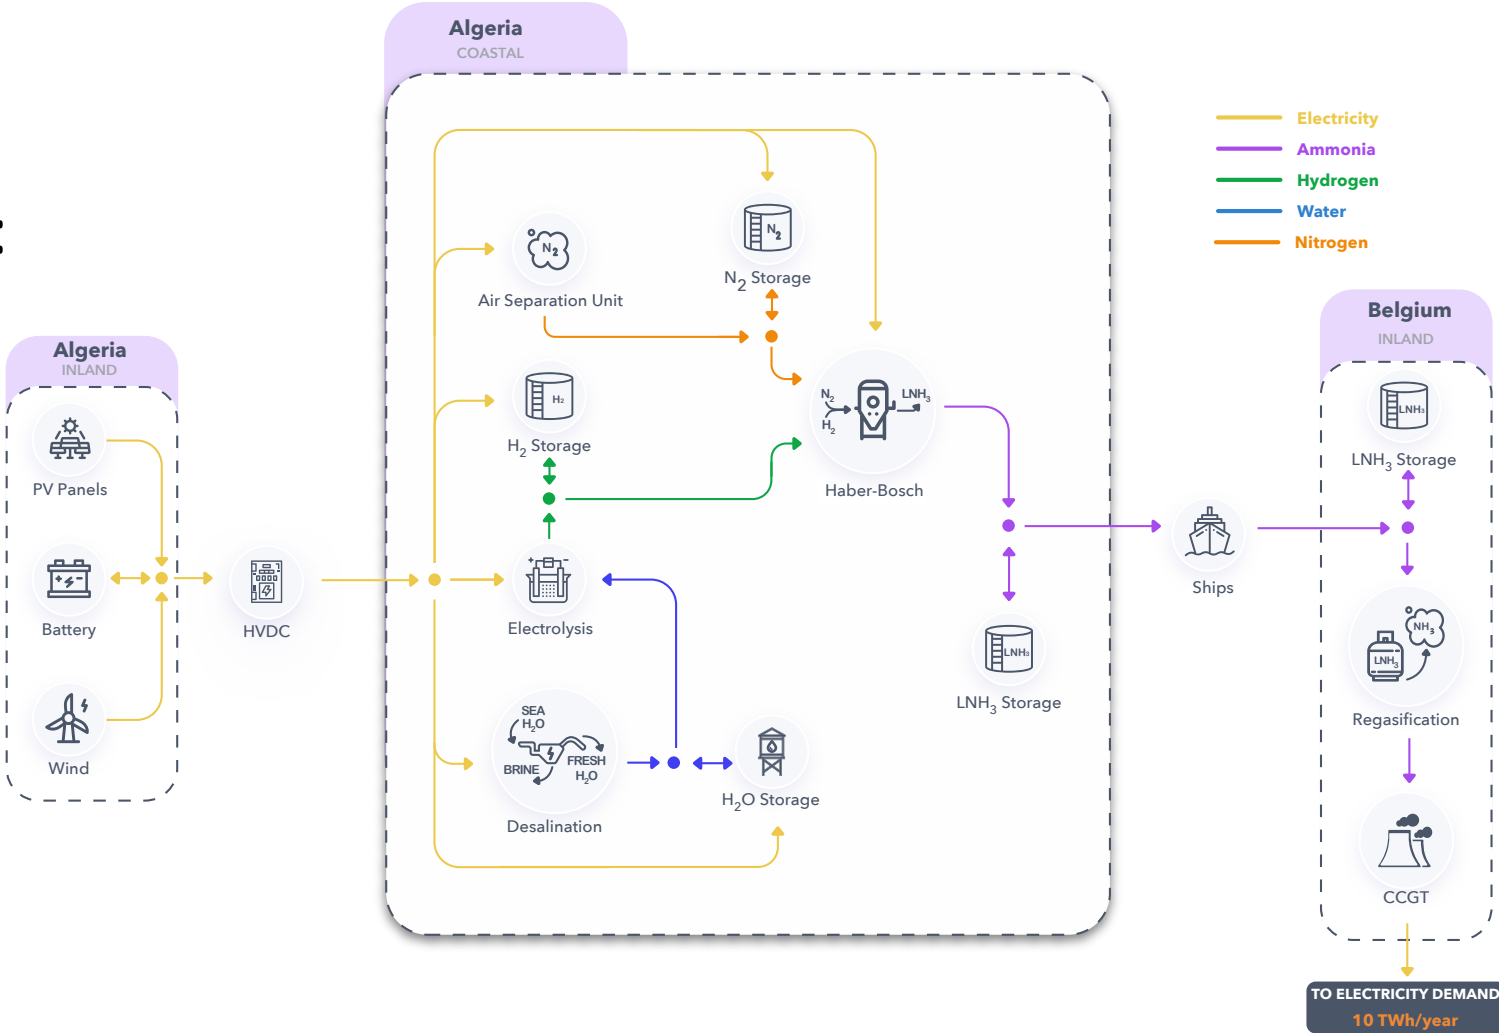 Algeria
COASTAL
Electricity
Ammonia
Hydrogen
Water
Nitrogen
N2
Air Separation Unit
N2
N2 Storage
H2
H2 Storage
N2
H2
LNH3
Haber-Bosch
Algeria
INLAND
PV Panels
Battery
Wind
HVDC
Electrolysis
SEA
H2O
BRINE
FRESH
H2O
Desalination
H2O Storage
LNH3
LNH3 Storage
Ships
Belgium
INLAND
LNH3
LNH3 Storage
NH3
LNH3
Regasification
CCGT
TO ELECTRICITY DEMAND
10 TWh/year